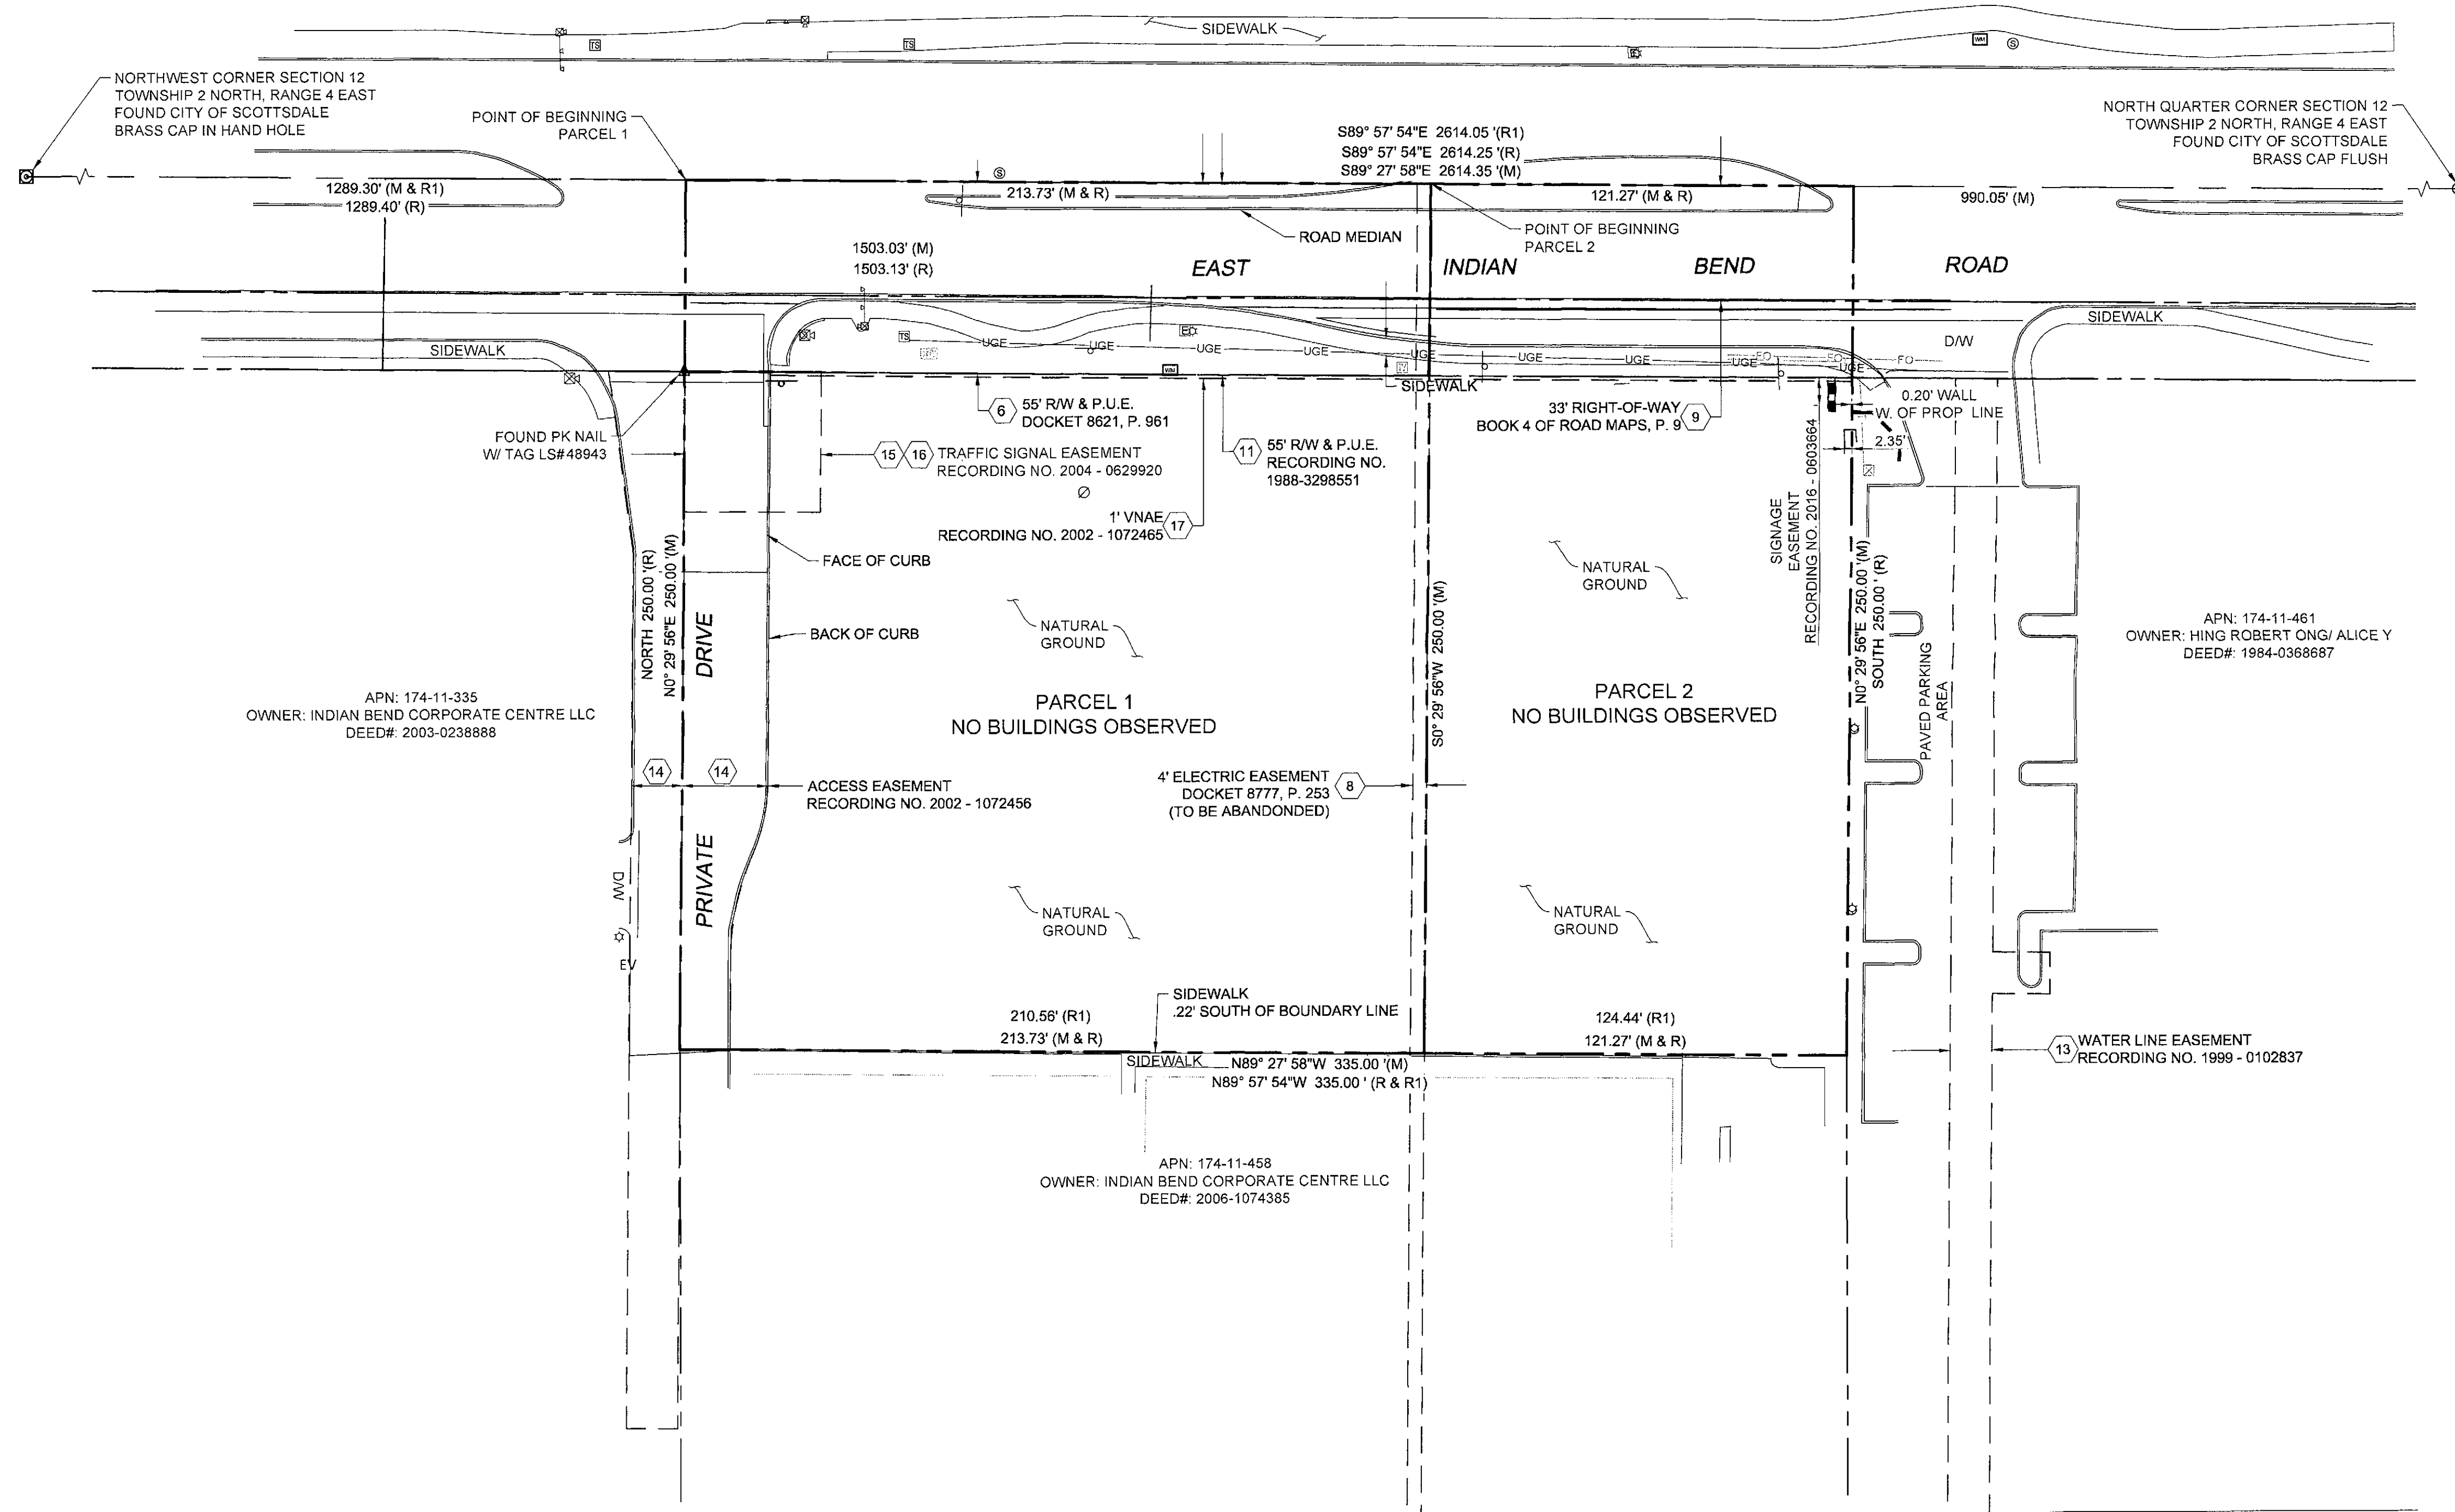 SIDEWALK
TS
TS
WM
S
NORTHWEST CORNER SECTION 12
TOWNSHIP 2 NORTH, RANGE 4 EAST
FOUND CITY OF SCOTTSDALE
BRASS CAP IN HAND HOLE
POINT OF BEGINNING
PARCEL 1
S89° 57' 54"E 2614.05 '(R1)
S89° 57' 54"E 2614.25 '(R)
S89° 27' 58"E 2614.35 '(M)
NORTH QUARTER CORNER SECTION 12
TOWNSHIP 2 NORTH, RANGE 4 EAST
FOUND CITY OF SCOTTSDALE
BRASS CAP FLUSH
1289.30' (M & R1)
1289.40' (R)
S
213.73' (M & R)
121.27' (M & R)
990.05' (M)
ROAD MEDIAN
POINT OF BEGINNING
PARCEL 2
1503.03' (M)
1503.13' (R)
EAST INDIAN BEND ROAD
SIDEWALK
SIDEWALK
D/W
TS
E
UGE UGE UGE UGE UGE UGE UGE UGE UGE
FO FO FO
WM
SIDEWALK
FOUND PK NAIL
W/ TAG LS#48943
6
55' R/W & P.U.E.
DOCKET 8621, P. 961
15 16
TRAFFIC SIGNAL EASEMENT
RECORDING NO. 2004 - 0629920
11
55' R/W & P.U.E.
RECORDING NO.
1988-3298551
33' RIGHT-OF-WAY
BOOK 4 OF ROAD MAPS, P. 9
9
0.20' WALL
W. OF PROP LINE
2.35'
1' VNAE
RECORDING NO. 2002 - 1072465
17
SIGNAGE
EASEMENT
RECORDING NO. 2016 - 0603664
FACE OF CURB
BACK OF CURB
NORTH 250.00 '(R)
N0° 29' 56"E 250.00 '(M)
PRIVATE DRIVE
NATURAL
GROUND
NATURAL
GROUND
S0° 29' 56"W 250.00 '(M)
N0° 29' 56"E 250.00 '(M)
SOUTH 250.00 ' (R)
PAVED PARKING
AREA
APN: 174-11-461
OWNER: HING ROBERT ONG/ ALICE Y
DEED#: 1984-0368687
APN: 174-11-335
OWNER: INDIAN BEND CORPORATE CENTRE LLC
DEED#: 2003-0238888
PARCEL 1
NO BUILDINGS OBSERVED
PARCEL 2
NO BUILDINGS OBSERVED
14
14
ACCESS EASEMENT
RECORDING NO. 2002 - 1072456
4' ELECTRIC EASEMENT
DOCKET 8777, P. 253
(TO BE ABANDONDED)
8
D/W
EV
NATURAL
GROUND
NATURAL
GROUND
SIDEWALK
.22' SOUTH OF BOUNDARY LINE
210.56' (R1)
213.73' (M & R)
124.44' (R1)
121.27' (M & R)
SIDEWALK
N89° 27' 58"W 335.00 '(M)
N89° 57' 54"W 335.00 ' (R & R1)
13
WATER LINE EASEMENT
RECORDING NO. 1999 - 0102837
APN: 174-11-458
OWNER: INDIAN BEND CORPORATE CENTRE LLC
DEED#: 2006-1074385